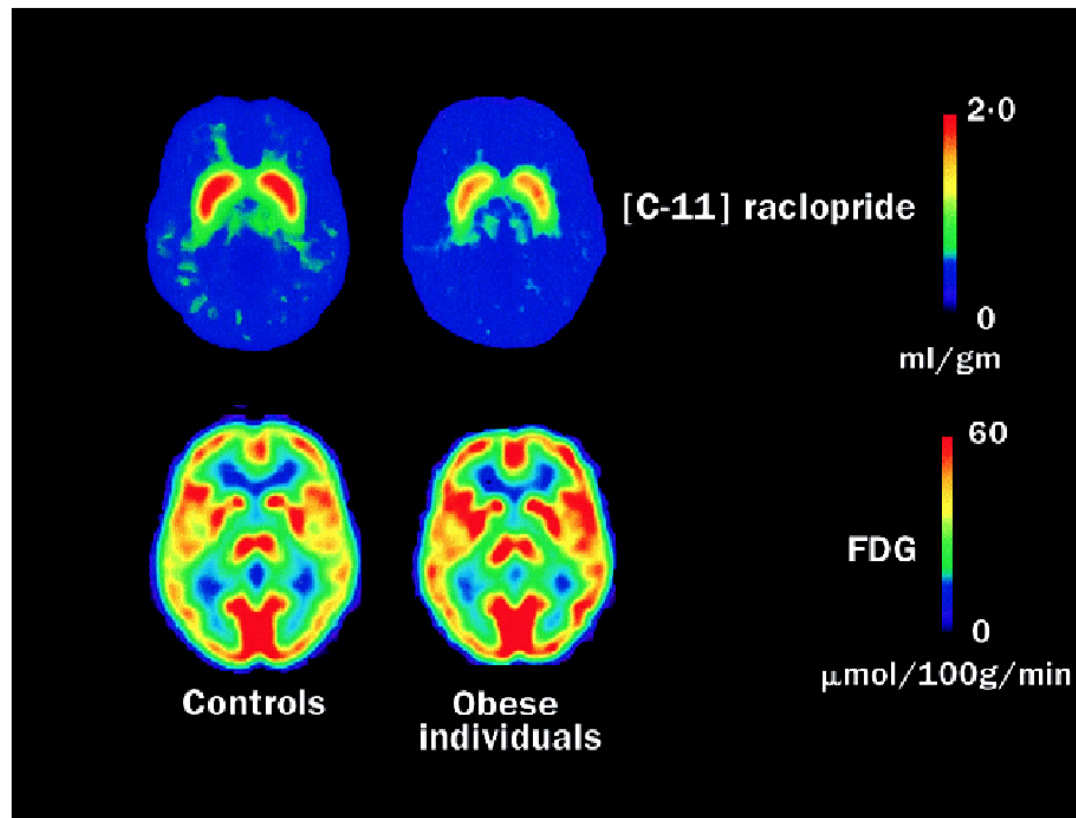 2·0
[C-11] raclopride
0
ml/gm
60
FDG
0
μmol/100g/min
Controls
Obese
individuals